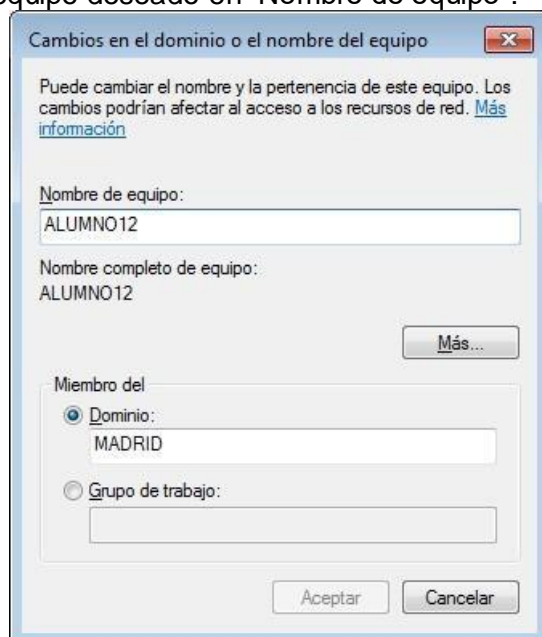 equipo deseado en “Nombre de equipo”.
Cambios en el dominio o el nombre del equipo
Puede cambiar el nombre y la pertenencia de este equipo. Los
cambios podrían afectar al acceso a los recursos de red. Más
información
Nombre de equipo:
ALUMNO12
Nombre completo de equipo:
ALUMNO12
Más...
Miembro del
Dominio:
MADRID
Grupo de trabajo:
Aceptar
Cancelar